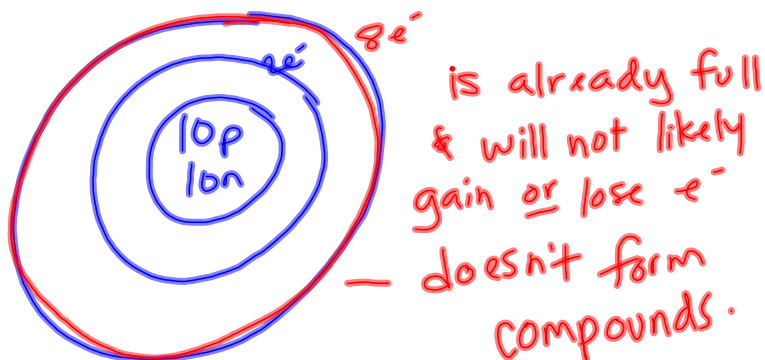 8e⁻
2e⁻
10p
10n
is already full
& will not likely
gain or lose e⁻
— doesn't form
compounds.